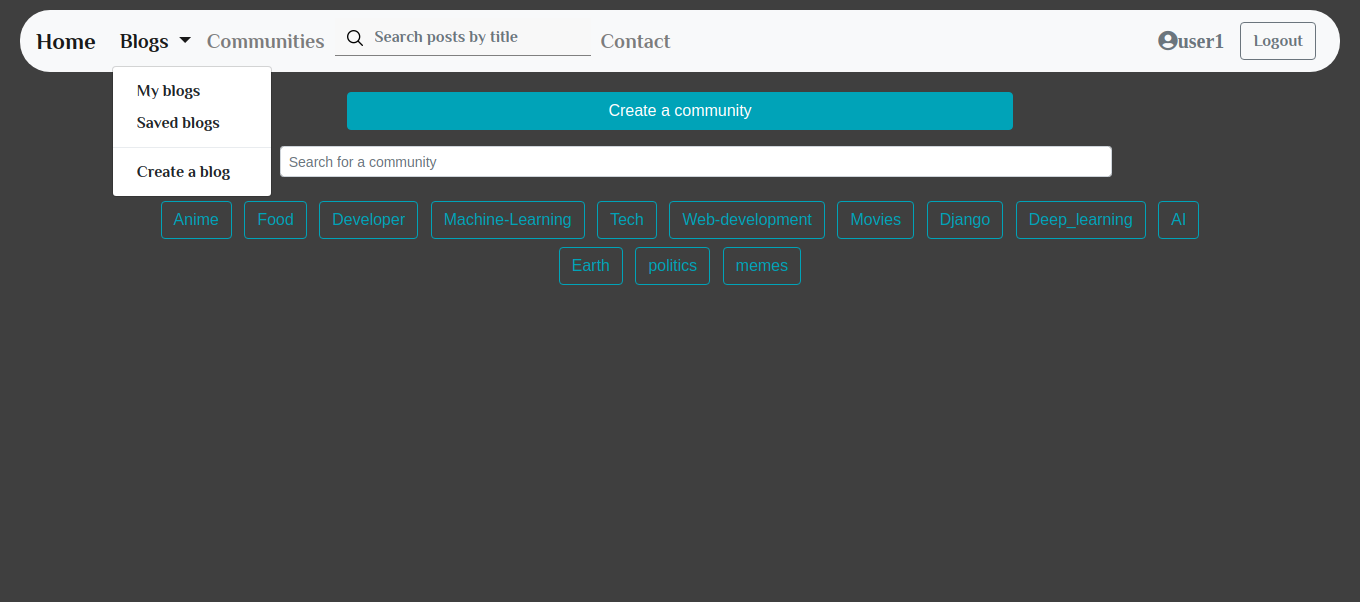 Home Blogs Communities Search posts by title Contact user1 Logout
My blogs
Saved blogs
Create a blog
Create a community
Search for a community
Anime Food Developer Machine-Learning Tech Web-development Movies Django Deep_learning AI
Earth politics memes